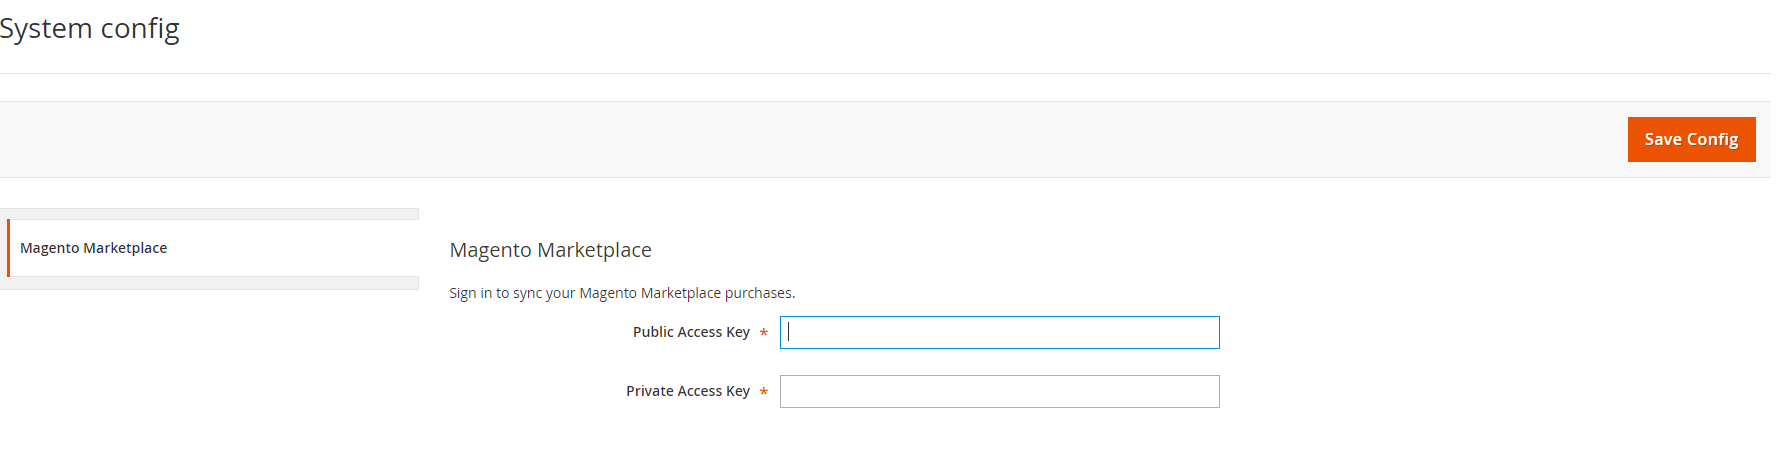 System config
Save Config
Magento Marketplace
Magento Marketplace
Sign in to sync your Magento Marketplace purchases.
Public Access Key *
Private Access Key *